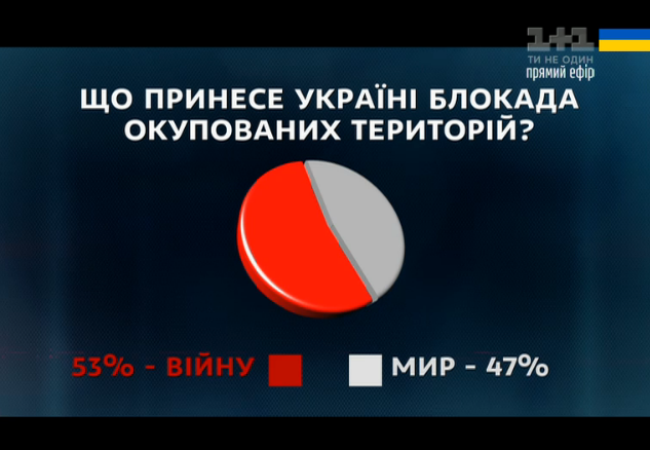 1+1
ТИ НЕ ОДИН
ПРЯМИЙ ЕФІР
ЩО ПРИНЕСЕ УКРАЇНІ БЛОКАДА
ОКУПОВАНИХ ТЕРИТОРІЙ?
53% - ВІЙНУ
МИР - 47%